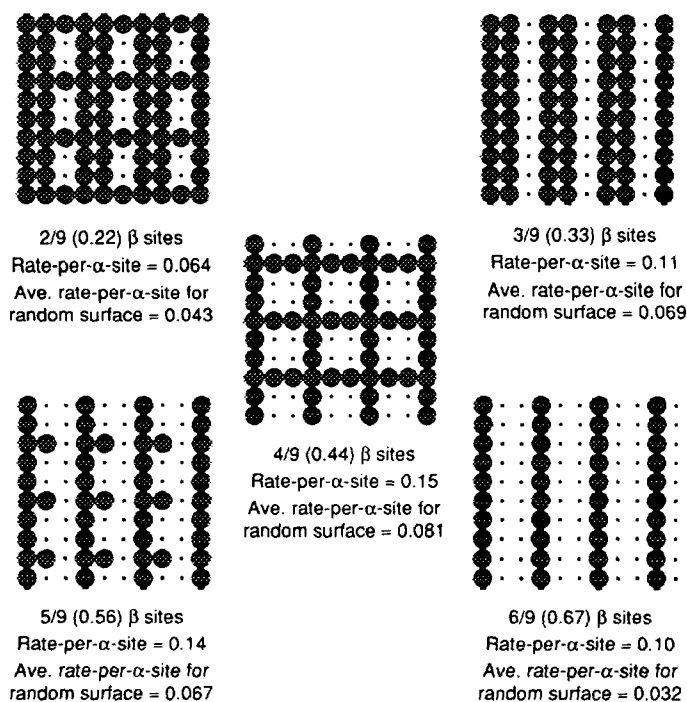 2/9 (0.22) β sites
Rate-per-α-site = 0.064
Ave. rate-per-α-site for
random surface = 0.043
3/9 (0.33) β sites
Rate-per-α-site = 0.11
Ave. rate-per-α-site for
random surface = 0.069
4/9 (0.44) β sites
Rate-per-α-site = 0.15
Ave. rate-per-α-site for
random surface = 0.081
5/9 (0.56) β sites
Rate-per-α-site = 0.14
Ave. rate-per-α-site for
random surface = 0.067
6/9 (0.67) β sites
Rate-per-α-site = 0.10
Ave. rate-per-α-site for
random surface = 0.032